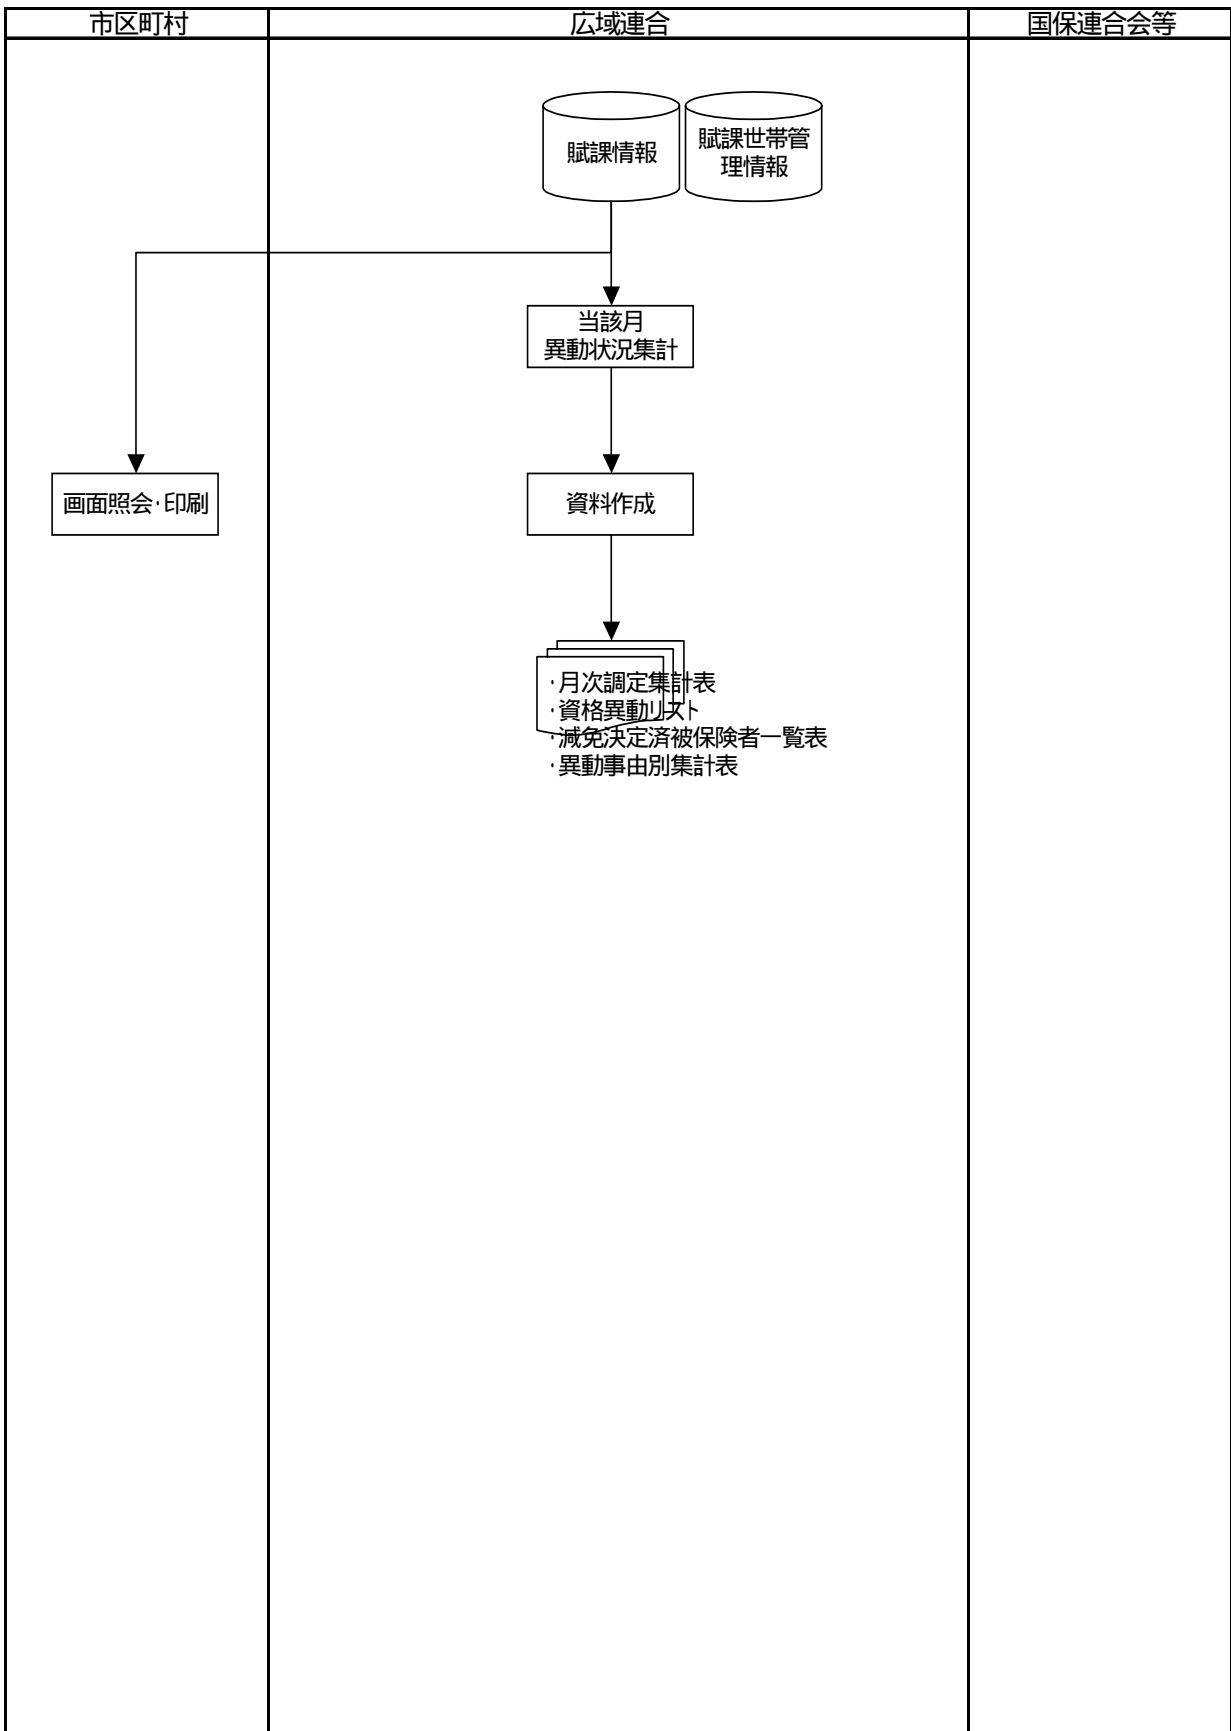 市区町村
広域連合
国保連合会等
賦課情報
賦課世帯管
理情報
当該月
異動状況集計
画面照会・印刷
資料作成
・月次調定集計表
・資格異動リスト
・減免決定済被保険者一覧表
・異動事由別集計表